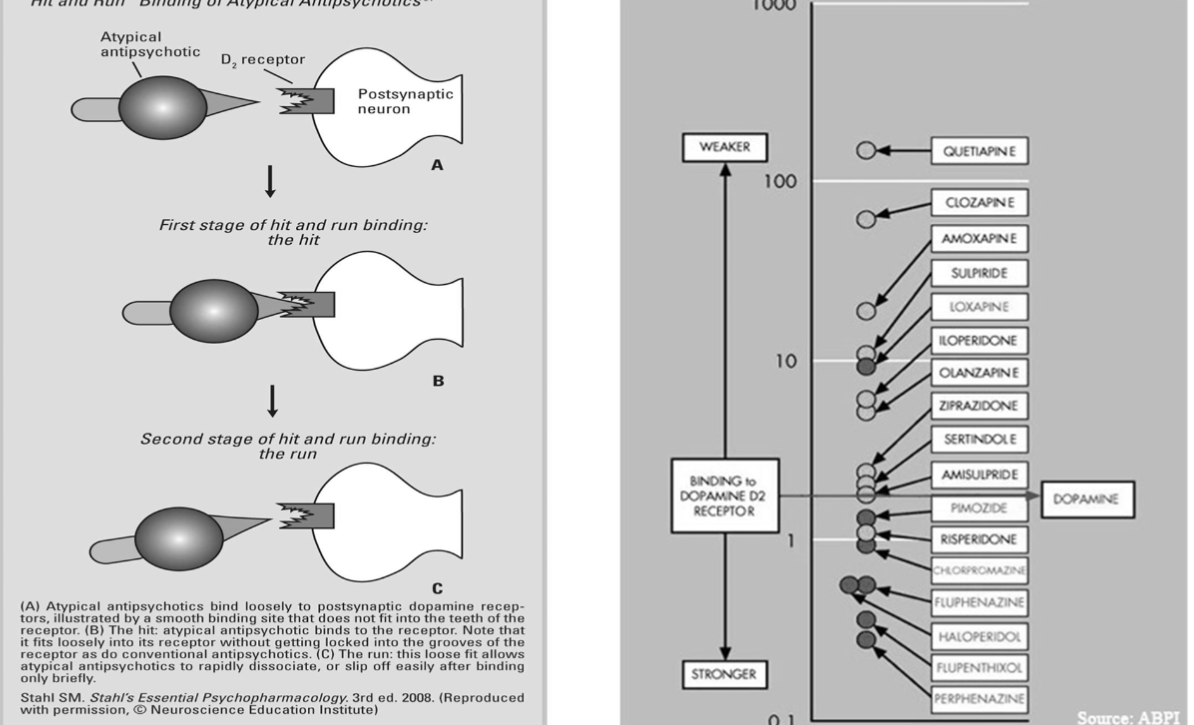 Hit and Run" Binding of Atypical Antipsychotics
Atypical
antipsychotic
D₂ receptor
Postsynaptic
neuron
A
First stage of hit and run binding:
the hit
B
Second stage of hit and run binding:
the run
C
(A) Atypical antipsychotics bind loosely to postsynaptic dopamine recep-
tors, illustrated by a smooth binding site that does not fit into the teeth of the
receptor. (B) The hit: atypical antipsychotic binds to the receptor. Note that
it fits loosely into its receptor without getting locked into the grooves of the
receptor as do conventional antipsychotics. (C) The run: this loose fit allows
atypical antipsychotics to rapidly dissociate, or slip off easily after binding
only briefly.
Stahl SM. Stahl's Essential Psychopharmacology. 3rd ed. 2008. (Reproduced
with permission, © Neuroscience Education Institute)
1000
WEAKER
QUETIAPINE
100
CLOZAPINE
AMOXAPINE
SULPIRIDE
LOXAPINE
ILOPERIDONE
10
OLANZAPINE
ZIPRAZIDONE
SERTINDOLE
AMISULPRIDE
BINDING to
DOPAMINE D2
RECEPTOR
DOPAMINE
PIMOZIDE
1
RISPERIDONE
CHLORPROMAZINE
FLUPHENAZINE
HALOPERIDOL
FLUPENTHIXOL
STRONGER
PERPHENAZINE
0.1
Source: ABPI